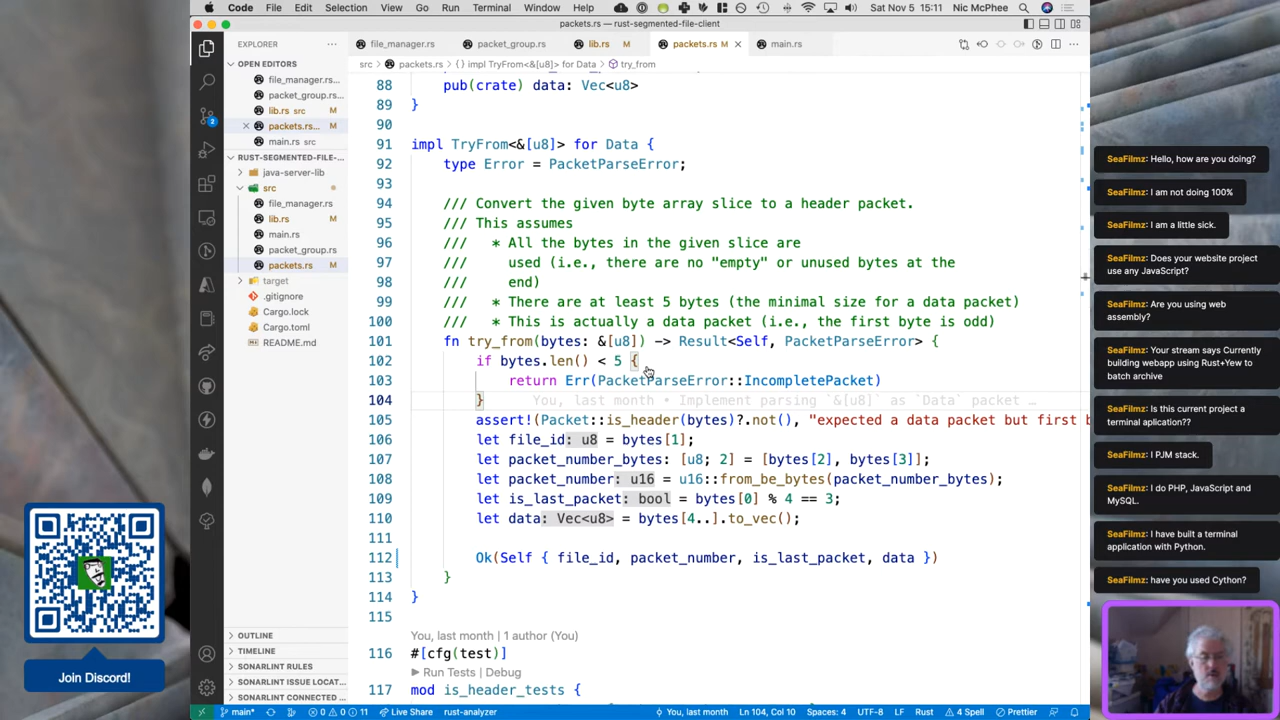 Code File Edit Selection View Go Run Terminal Window Help Sat Nov 5 15:11 Nic McPhee
packets.rs — rust-segmented-file-client
EXPLORER
OPEN EDITORS
file_manager.rs...
packet_group.rs...
lib.rs src M
packets.rs... M
main.rs src
RUST-SEGMENTED-FILE-...
java-server-lib
src
file_manager.rs
lib.rs M
main.rs
packet_group.rs
packets.rs M
target
.gitignore
Cargo.lock
Cargo.toml
README.md
OUTLINE
TIMELINE
SONARLINT RULES
SONARLINT ISSUE LOCAT...
SONARLINT CONNECTED ...
file_manager.rs packet_group.rs lib.rs M packets.rs M main.rs
src > packets.rs > {} impl TryFrom<&[u8]> for Data > try_from
88 pub(crate) data: Vec<u8>
89 }
90
91 impl TryFrom<&[u8]> for Data {
92 type Error = PacketParseError;
93
94 /// Convert the given byte array slice to a header packet.
95 /// This assumes
96 /// * All the bytes in the given slice are
97 /// used (i.e., there are no "empty" or unused bytes at the
98 /// end)
99 /// * There are at least 5 bytes (the minimal size for a data packet)
100 /// * This is actually a data packet (i.e., the first byte is odd)
101 fn try_from(bytes: &[u8]) -> Result<Self, PacketParseError> {
102 if bytes.len() < 5 {
103 return Err(PacketParseError::IncompletePacket)
104 } You, last month • Implement parsing `&[u8]` as `Data` packet …
105 assert!(Packet::is_header(bytes)?.not(), "expected a data packet but first b
106 let file_id: u8 = bytes[1];
107 let packet_number_bytes: [u8; 2] = [bytes[2], bytes[3]];
108 let packet_number: u16 = u16::from_be_bytes(packet_number_bytes);
109 let is_last_packet: bool = bytes[0] % 4 == 3;
110 let data: Vec<u8> = bytes[4..].to_vec();
111
112 Ok(Self { file_id, packet_number, is_last_packet, data })
113 }
114 }
115
You, last month | 1 author (You)
116 #[cfg(test)]
Run Tests | Debug
117 mod is_header_tests {
main* 0 0 11 Live Share rust-analyzer You, last month Ln 104, Col 10 Spaces: 4 UTF-8 LF Rust 4 Spell Prettier
Join Discord!
SeaFilmz: Hello, how are you doing?
SeaFilmz: I am not doing 100%
SeaFilmz: I am a little sick.
SeaFilmz: Does your website project
use any JavaScript?
SeaFilmz: Are you using web
assembly?
SeaFilmz: Your stream says Currently
building webapp using Rust+Yew to
batch archive
SeaFilmz: Is this current project a
terminal aplication??
SeaFilmz: I PJM stack.
SeaFilmz: I do PHP, JavaScript and
MySQL.
SeaFilmz: I have built a terminal
application with Python.
SeaFilmz: have you used Cython?